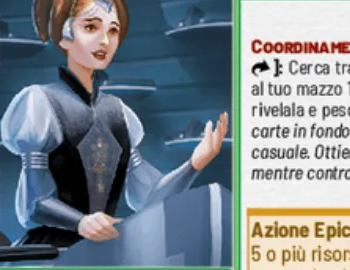 COORDINAME
]: Cerca tra
al tuo mazzo
rivelala e pesc
carte in fondo
casuale. Ottie
mentre contro
Azione Epic
5 o più risors